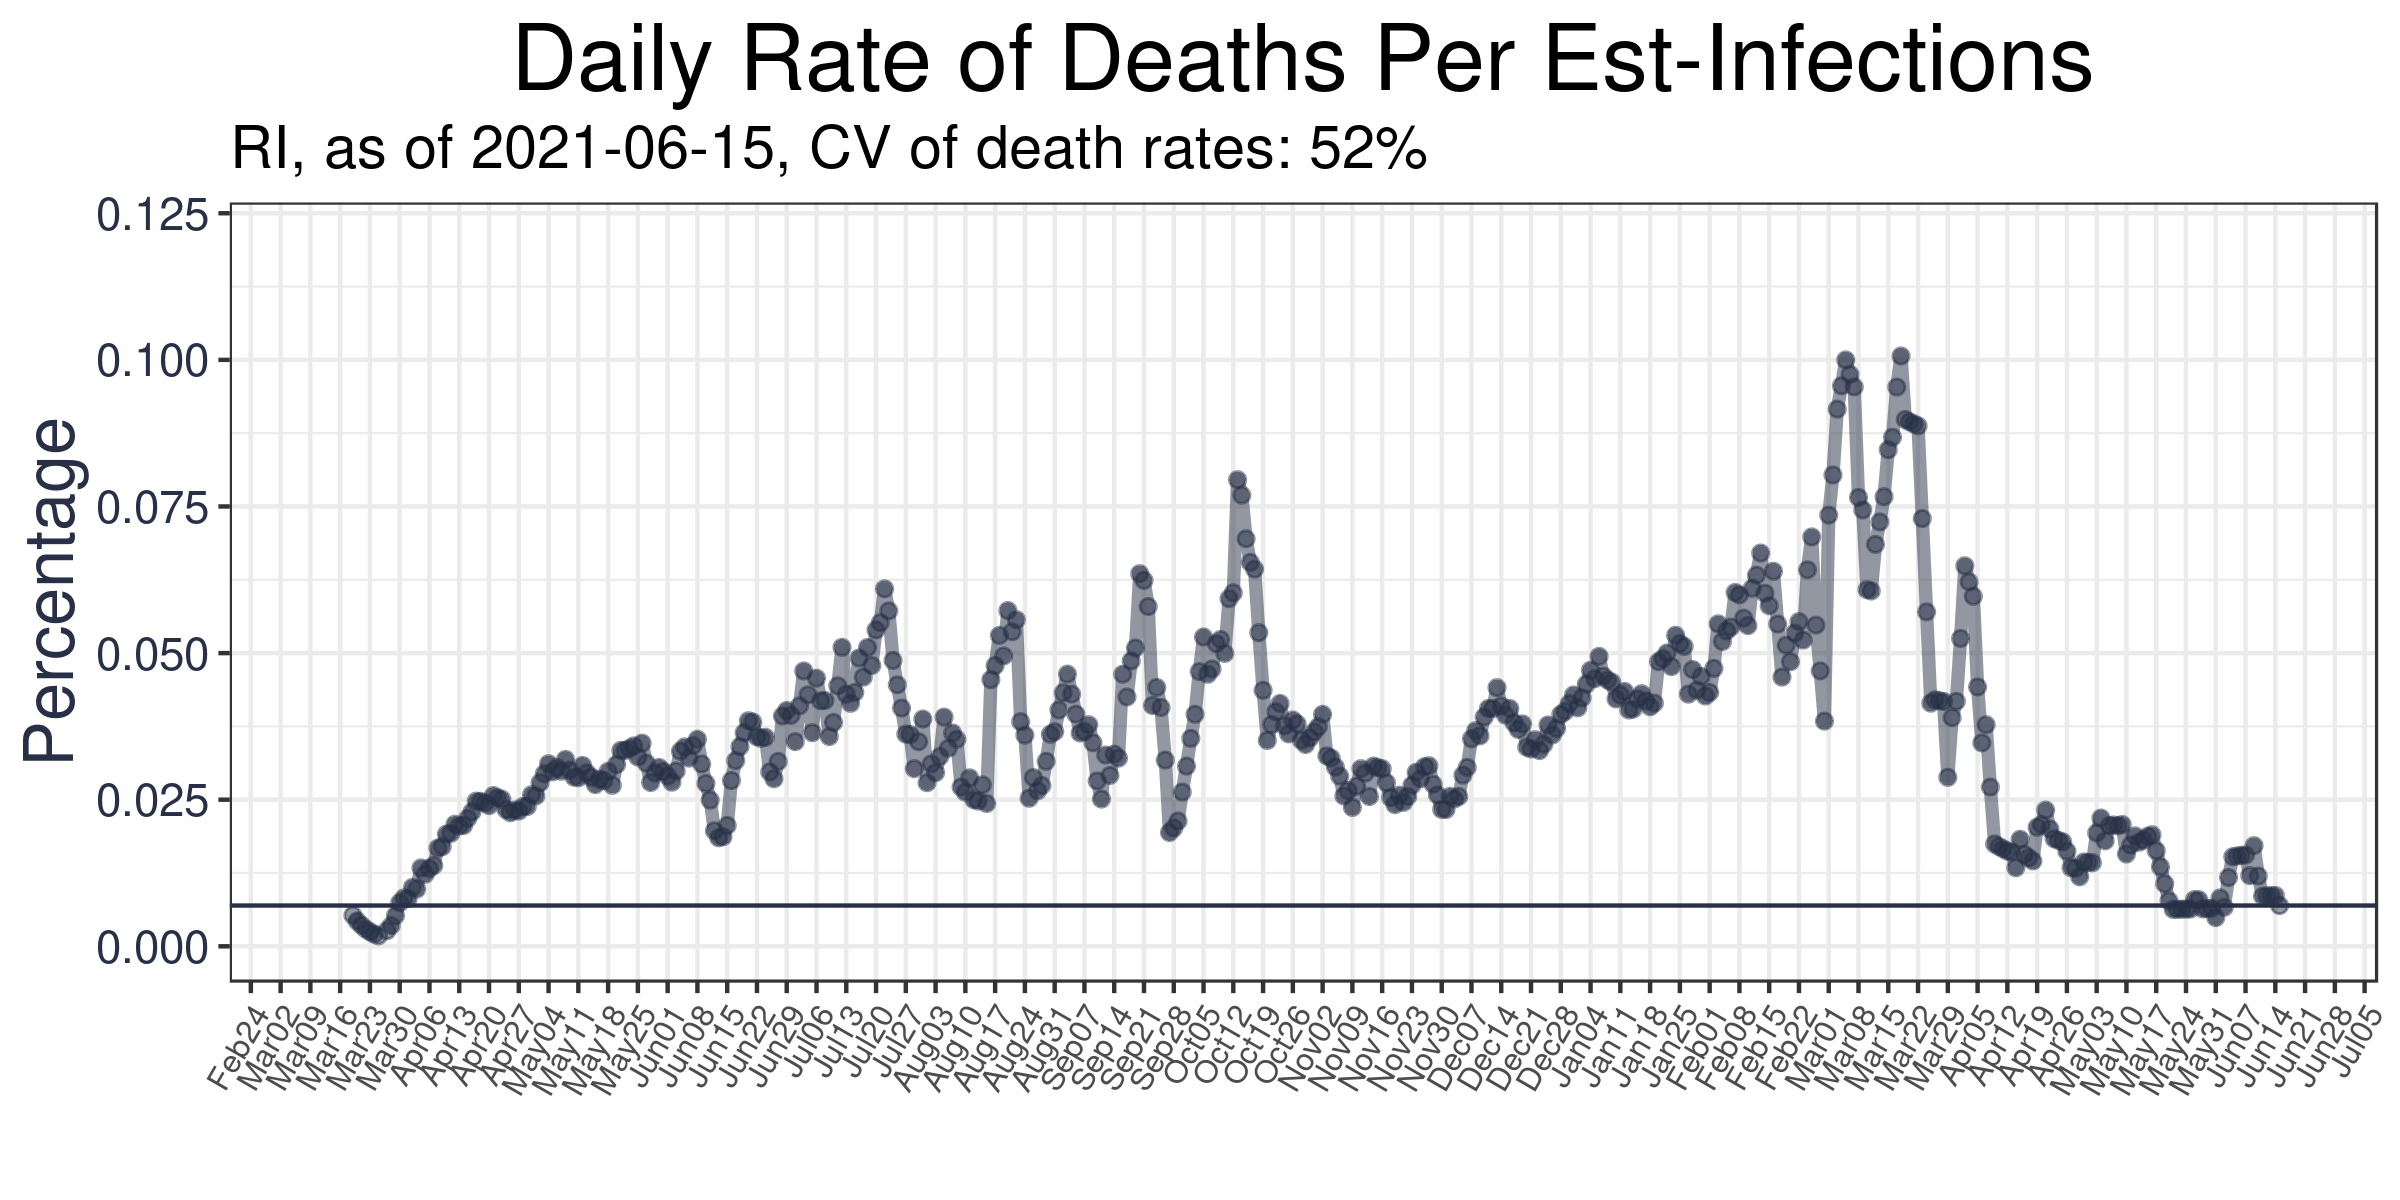 Daily Rate of Deaths Per Est-Infections
RI, as of 2021-06-15, CV of death rates: 52%
Percentage
0.125
0.100
0.075
0.050
0.025
0.000
Feb24
Mar02
Mar09
Mar16
Mar23
Mar30
Apr06
Apr13
Apr20
Apr27
May04
May11
May18
May25
Jun01
Jun08
Jun15
Jun22
Jun29
Jul06
Jul13
Jul20
Jul27
Aug03
Aug10
Aug17
Aug24
Aug31
Sep07
Sep14
Sep21
Sep28
Oct05
Oct12
Oct19
Oct26
Nov02
Nov09
Nov16
Nov23
Nov30
Dec07
Dec14
Dec21
Dec28
Jan04
Jan11
Jan18
Jan25
Feb01
Feb08
Feb15
Feb22
Mar01
Mar08
Mar15
Mar22
Mar29
Apr05
Apr12
Apr19
Apr26
May03
May10
May17
May24
May31
Jun07
Jun14
Jun21
Jun28
Jul05